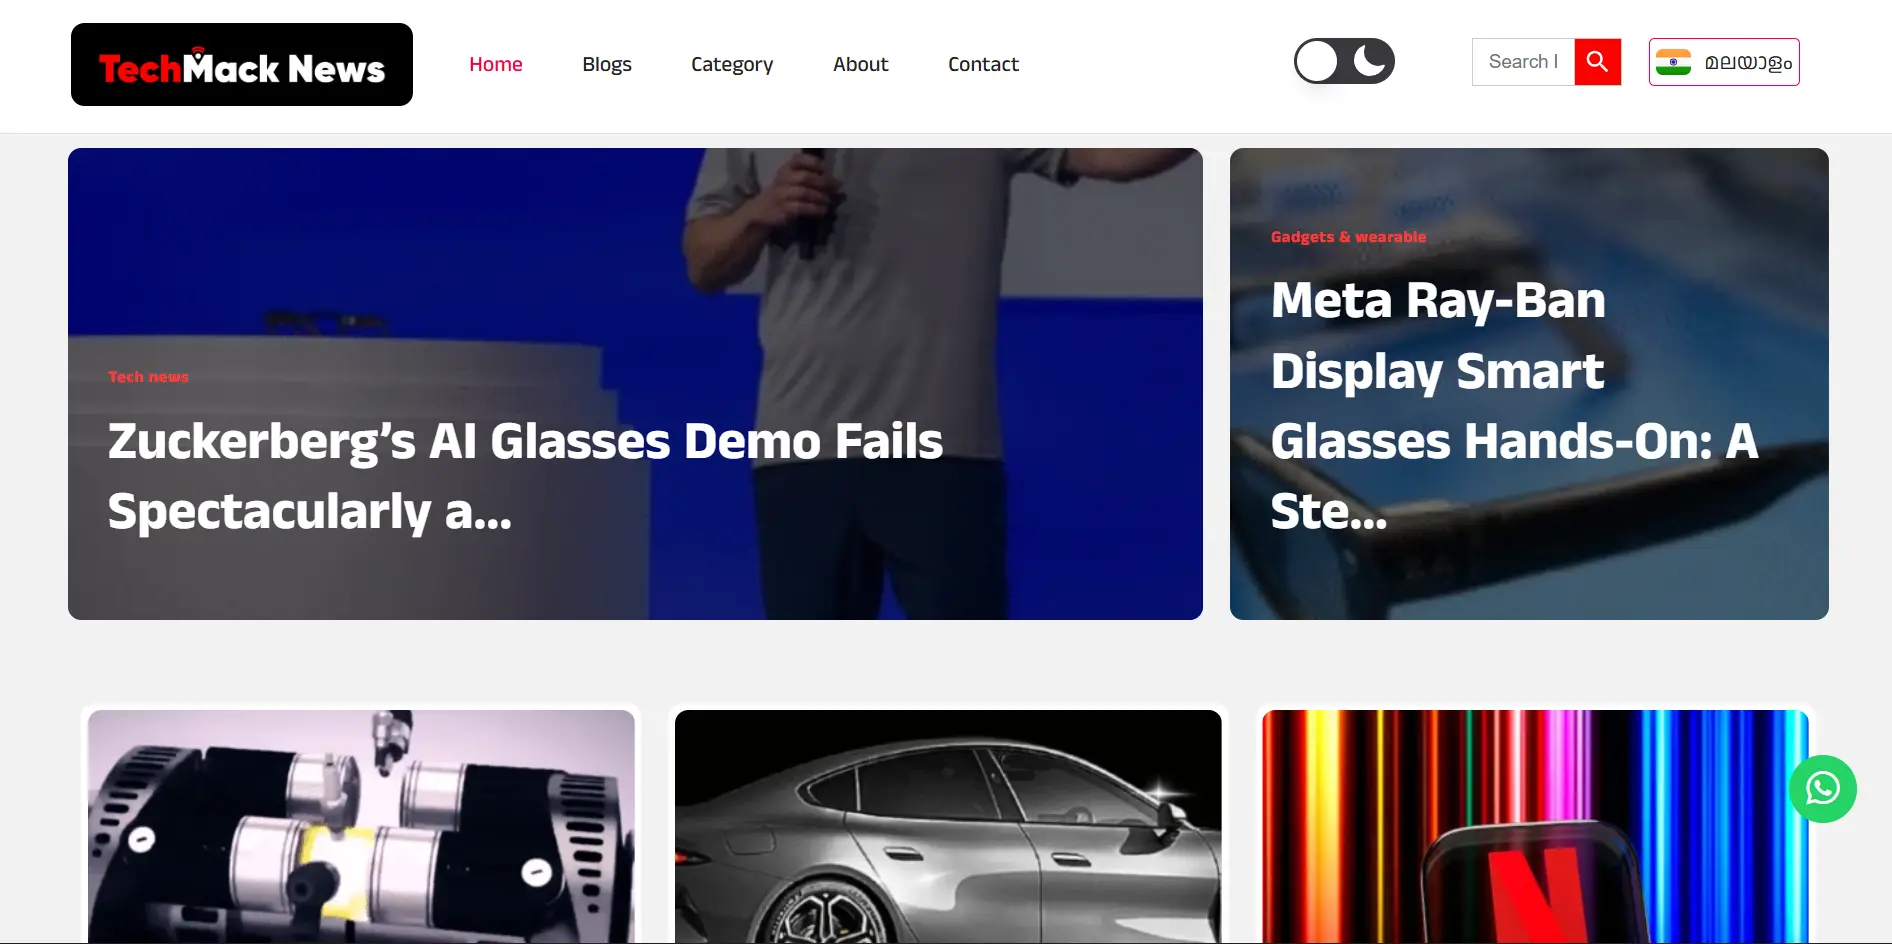 TechMack News
Home
Blogs
Category
About
Contact
Search
മലയാളം
Tech news
Zuckerberg’s AI Glasses Demo Fails
Spectacularly a...
Gadgets & wearable
Meta Ray-Ban
Display Smart
Glasses Hands-On: A
Ste...
N